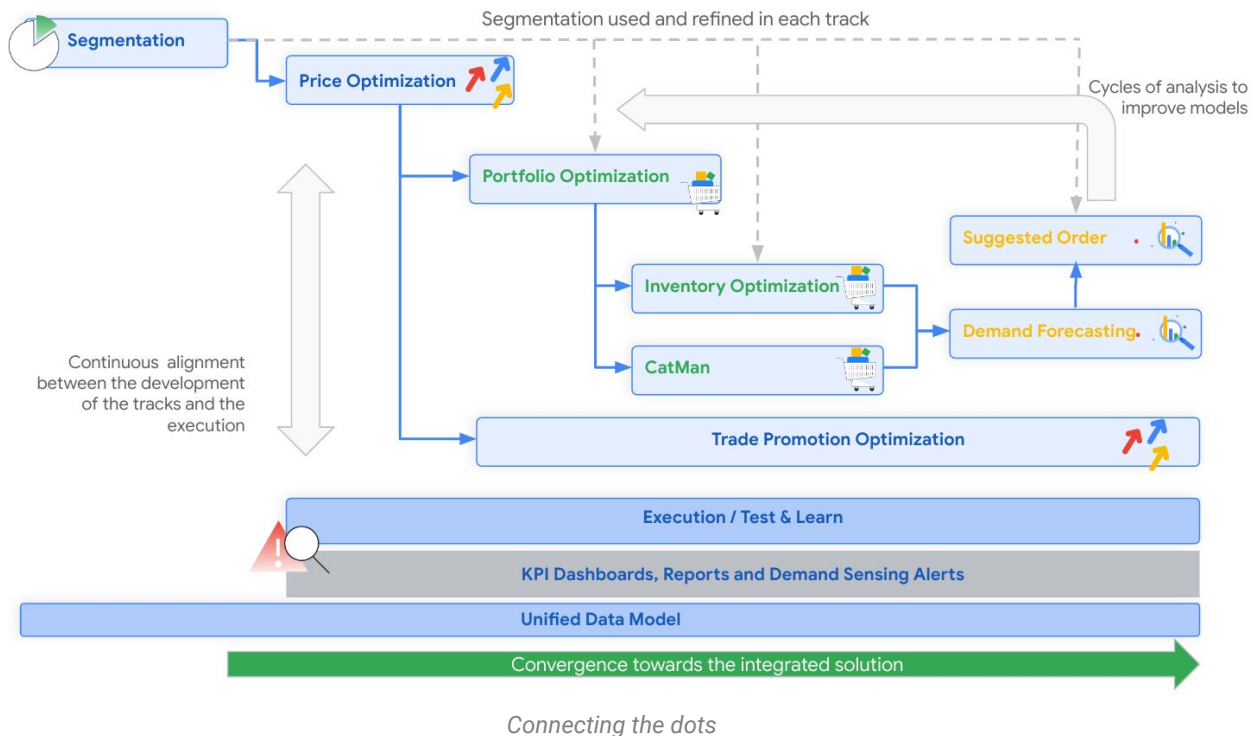 Segmentation used and refined in each track
Segmentation
Price Optimization
Cycles of analysis to
improve models
Portfolio Optimization
Suggested Order
Inventory Optimization
Demand Forecasting
Continuous alignment
between the development
of the tracks and the
execution
CatMan
Trade Promotion Optimization
Execution / Test & Learn
KPI Dashboards, Reports and Demand Sensing Alerts
Unified Data Model
Convergence towards the integrated solution
Connecting the dots